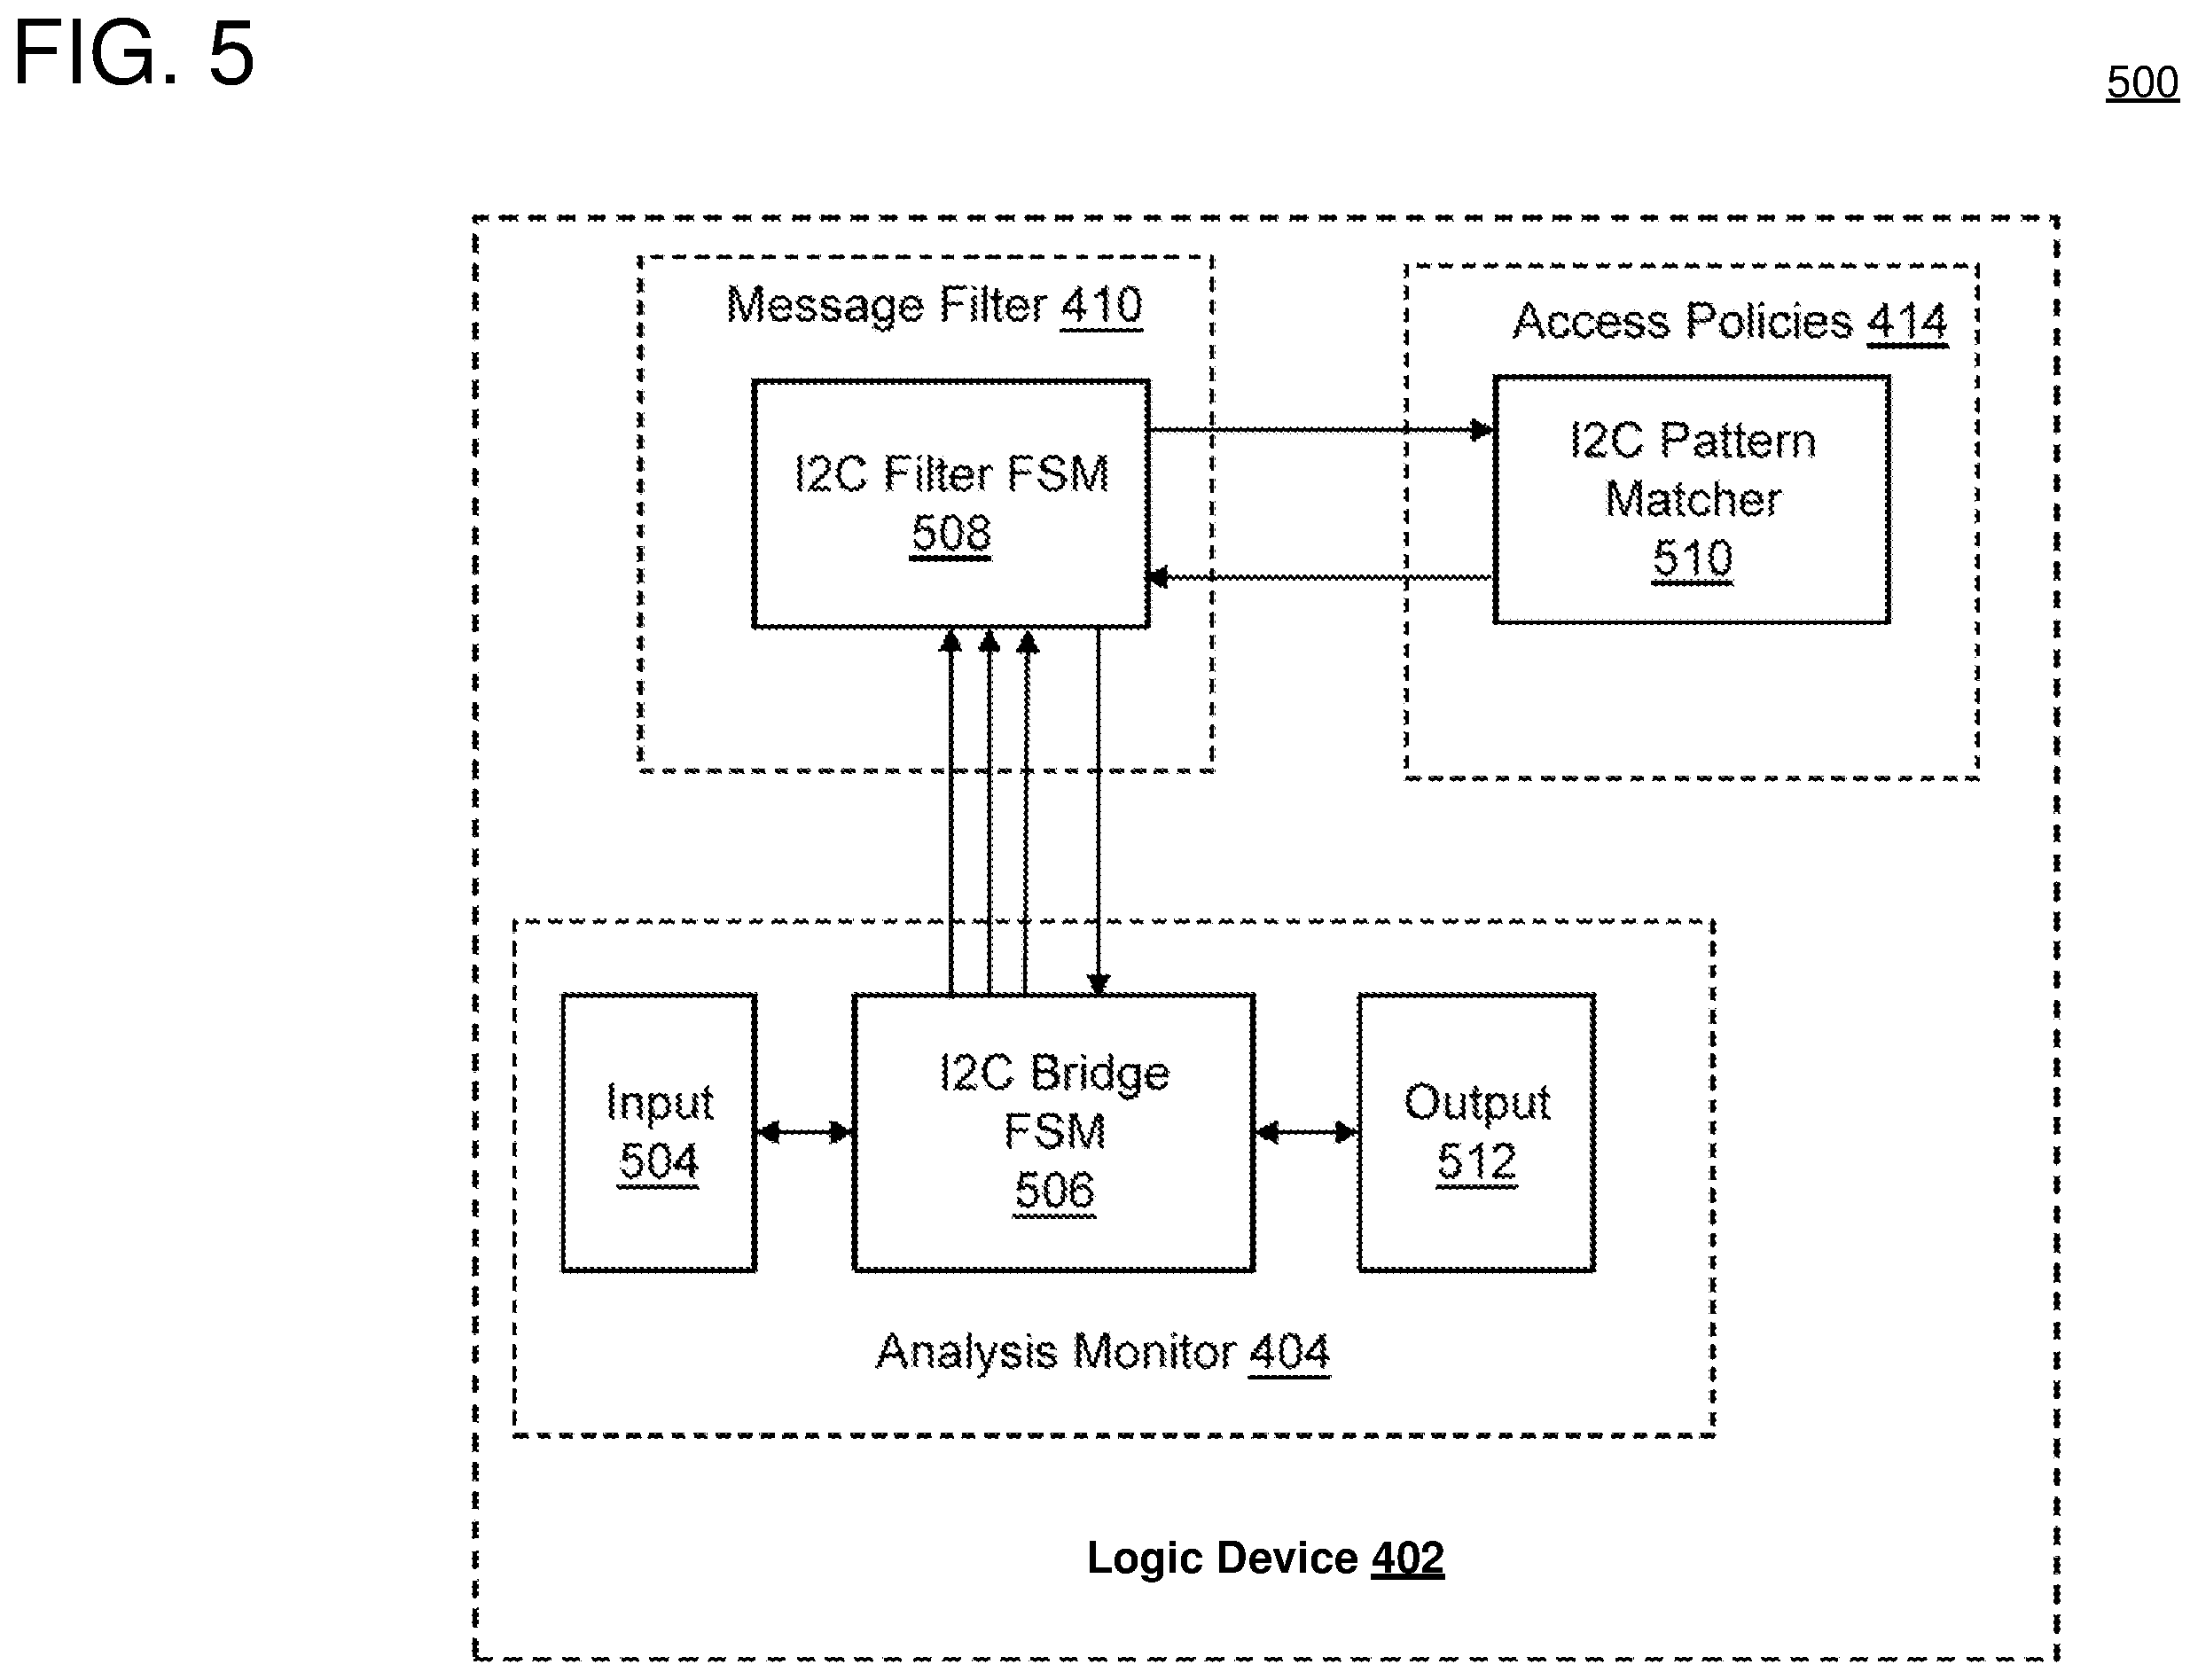 FIG. 5
500
Message Filter 410
Access Policies 414
I2C Filter FSM
508
I2C Pattern
Matcher
510
Input
504
I2C Bridge
FSM
506
Output
512
Analysis Monitor 404
Logic Device 402